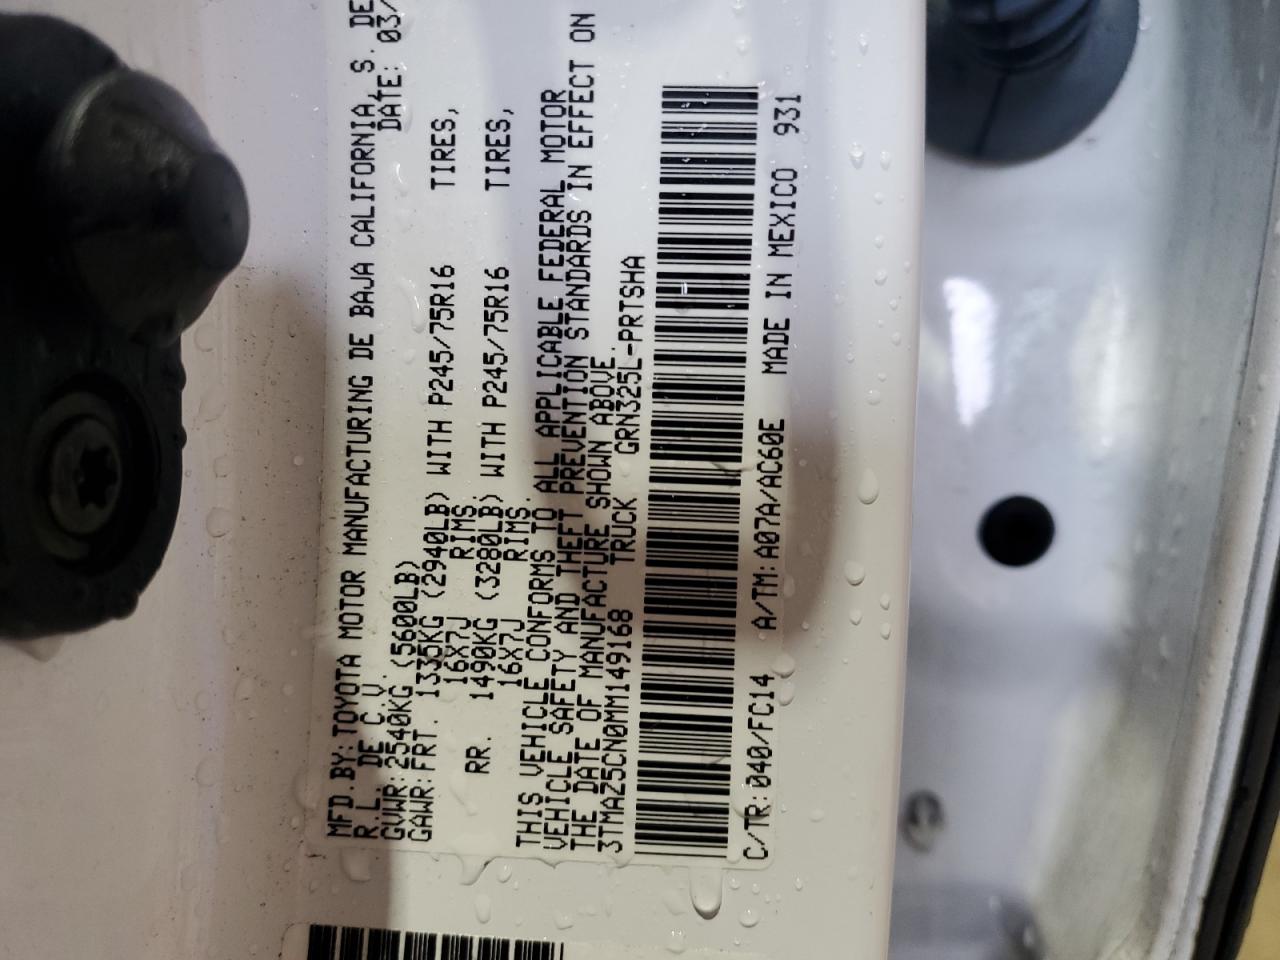 MFD.BY:TOYOTA MOTOR MANUFACTURING DE BAJA CALIFORNIA, S. DE
R.L. DE C.V. DATE: 03/
GVWR:2540KG (5600LB)
GAWR:FRT. 1335KG (2940LB) WITH P245/75R16 TIRES,
16X7J RIMS.
RR. 1490KG (3280LB) WITH P245/75R16 TIRES,
16X7J RIMS.
THIS VEHICLE CONFORMS TO ALL APPLICABLE FEDERAL MOTOR
VEHICLE SAFETY AND THEFT PREVENTION STANDARDS IN EFFECT ON
THE DATE OF MANUFACTURE SHOWN ABOVE.
3TMAZ5CN0MM149168 TRUCK GRN325L-PRTSHA
C/TR:040/FC14 A/TM:A07A/AC60E MADE IN MEXICO 931